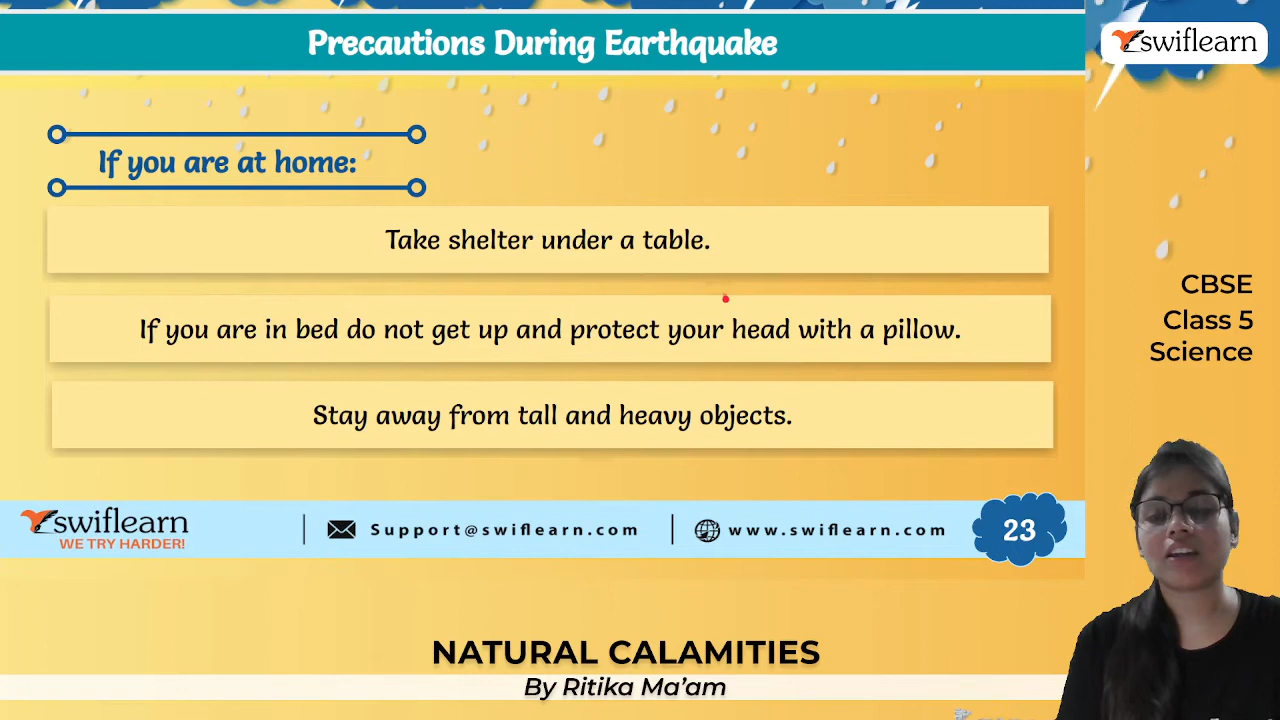 Precautions During Earthquake
swiflearn
If you are at home:
Take shelter under a table.
If you are in bed do not get up and protect your head with a pillow.
Stay away from tall and heavy objects.
CBSE
Class 5
Science
swiflearn
WE TRY HARDER!
Support@swiflearn.com
www.swiflearn.com
23
NATURAL CALAMITIES
By Ritika Ma'am